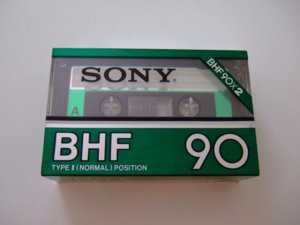 SONY
BHF90×2
A
BHF 90
TYPE I (NORMAL) POSITION